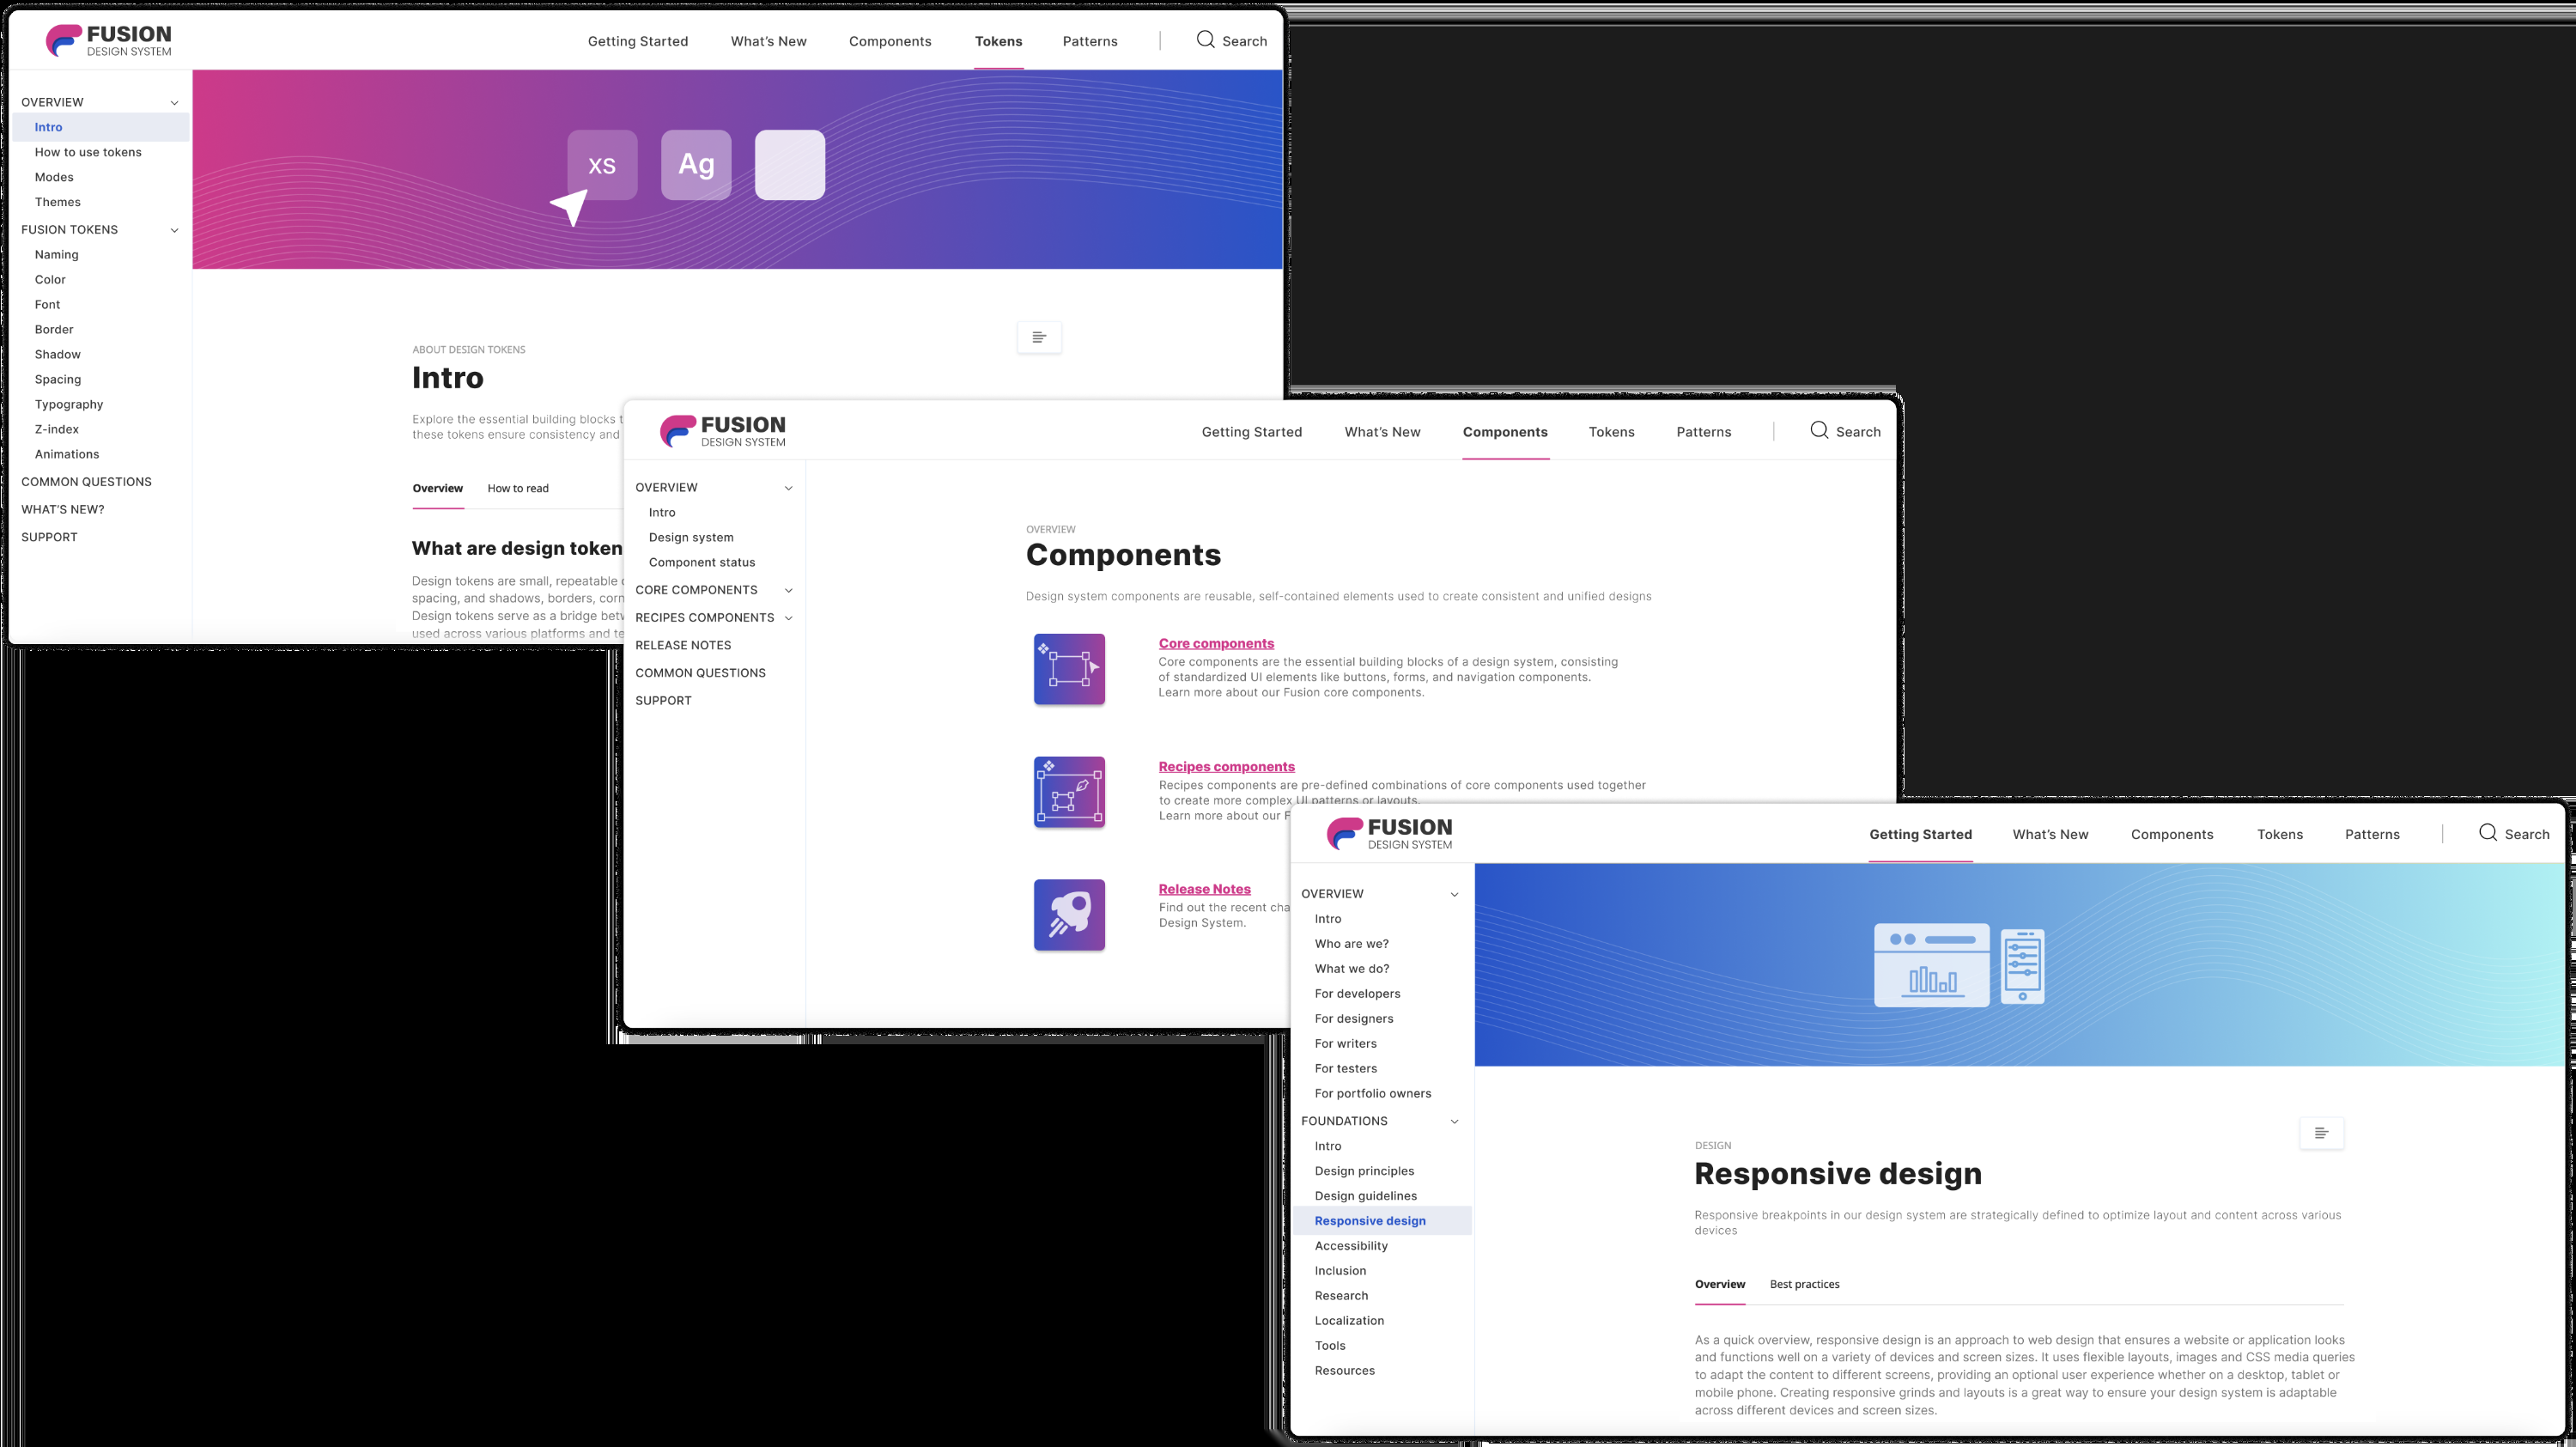 FUSION
DESIGN SYSTEM
Getting Started
What's New
Components
Tokens
Patterns
Search
OVERVIEW
Intro
How to use tokens
Modes
Themes
FUSION TOKENS
Naming
Color
Font
Border
Shadow
Spacing
Typography
Z-index
Animations
COMMON QUESTIONS
WHAT'S NEW?
SUPPORT
XS
Ag
ABOUT DESIGN TOKENS
Intro
Explore the essential building blocks
these tokens ensure consistency and
Overview
How to read
What are design
Design tokens are small, repeatable
spacing, and shadows, borders,
Design tokens serve as a bridge
used across various platforms and
FUSION
DESIGN SYSTEM
Getting Started
What's New
Components
Tokens
Patterns
Search
OVERVIEW
Intro
Design system
Component status
CORE COMPONENTS
RECIPES COMPONENTS
RELEASE NOTES
COMMON QUESTIONS
SUPPORT
OVERVIEW
Components
Design system components are reusable, self-contained elements used to create consistent and unified designs
Core components
Core components are the essential building blocks of a design system, consisting
of standardized UI elements like buttons, forms, and navigation components.
Learn more about our Fusion core components.
Recipes components
Recipes components are pre-defined combinations of core components used together
to create more complex UI patterns or layouts.
Learn more about our
Release Notes
Find out the recent
Design System.
FUSION
DESIGN SYSTEM
Getting Started
What's New
Components
Tokens
Patterns
Search
OVERVIEW
Intro
Who are we?
What we do?
For developers
For designers
For writers
For testers
For portfolio owners
FOUNDATIONS
Intro
Design principles
Design guidelines
Responsive design
Accessibility
Inclusion
Research
Localization
Tools
Resources
DESIGN
Responsive design
Responsive breakpoints in our design system are strategically defined to optimize layout and content across various
devices
Overview
Best practices
As a quick overview, responsive design is an approach to web design that ensures a website or application looks
and functions well on a variety of devices and screen sizes. It uses flexible layouts, images and CSS media queries
to adapt the content to different screens, providing an optional user experience whether on a desktop, tablet or
mobile phone. Creating responsive grinds and layouts is a great way to ensure your design system is adaptable
across different devices and screen sizes.